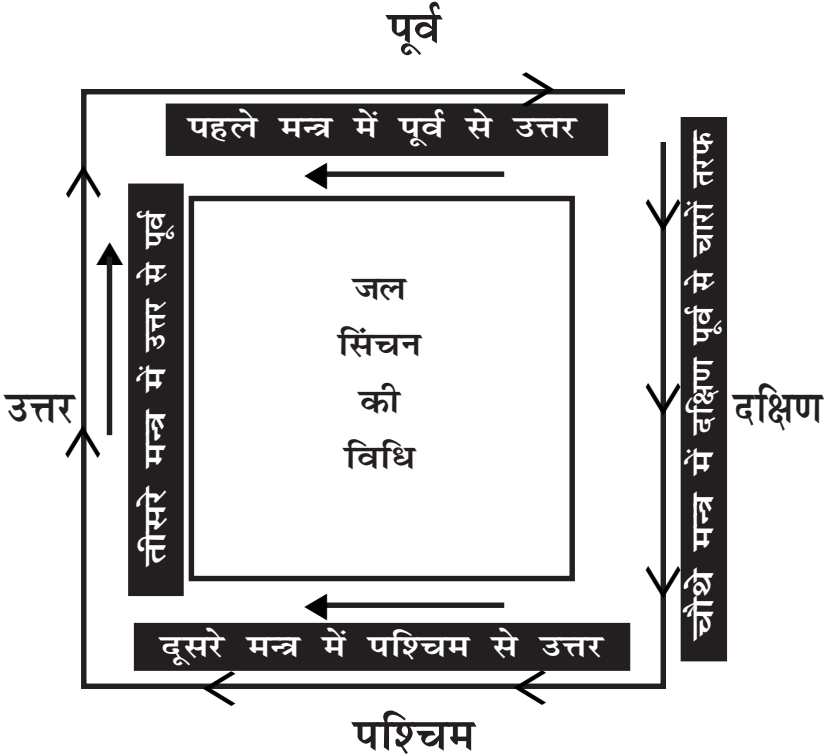 पूर्व
पहले मन्त्र में पूर्व से उत्तर
तीसरे मन्त्र में उत्तर से पूर्व
जल
सिंचन
की
विधि
चौथे मन्त्र में दक्षिण पूर्व से चारों तरफ
उत्तर
दक्षिण
दूसरे मन्त्र में पश्चिम से उत्तर
पश्चिम